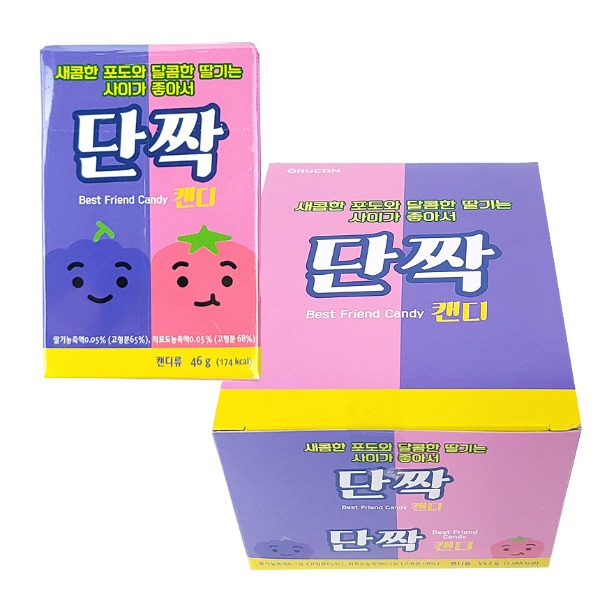 새콤한 포도와 달콤한 딸기는
사이가 좋아서
단짝
Best Friend Candy 캔디
딸기농축액0.05% (고형분65%), 적포도농축액0.05% (고형분 68%)
캔디류 46 g (174 kcal)
ORUCON
새콤한 포도와 달콤한 딸기는
사이가 좋아서
단짝
Best Friend Candy 캔디
새콤한 포도와 달콤한 딸기는
사이가 좋아서
단짝
Best Friend Candy 캔디
단짝
Best Friend
Candy
캔디
캔디류